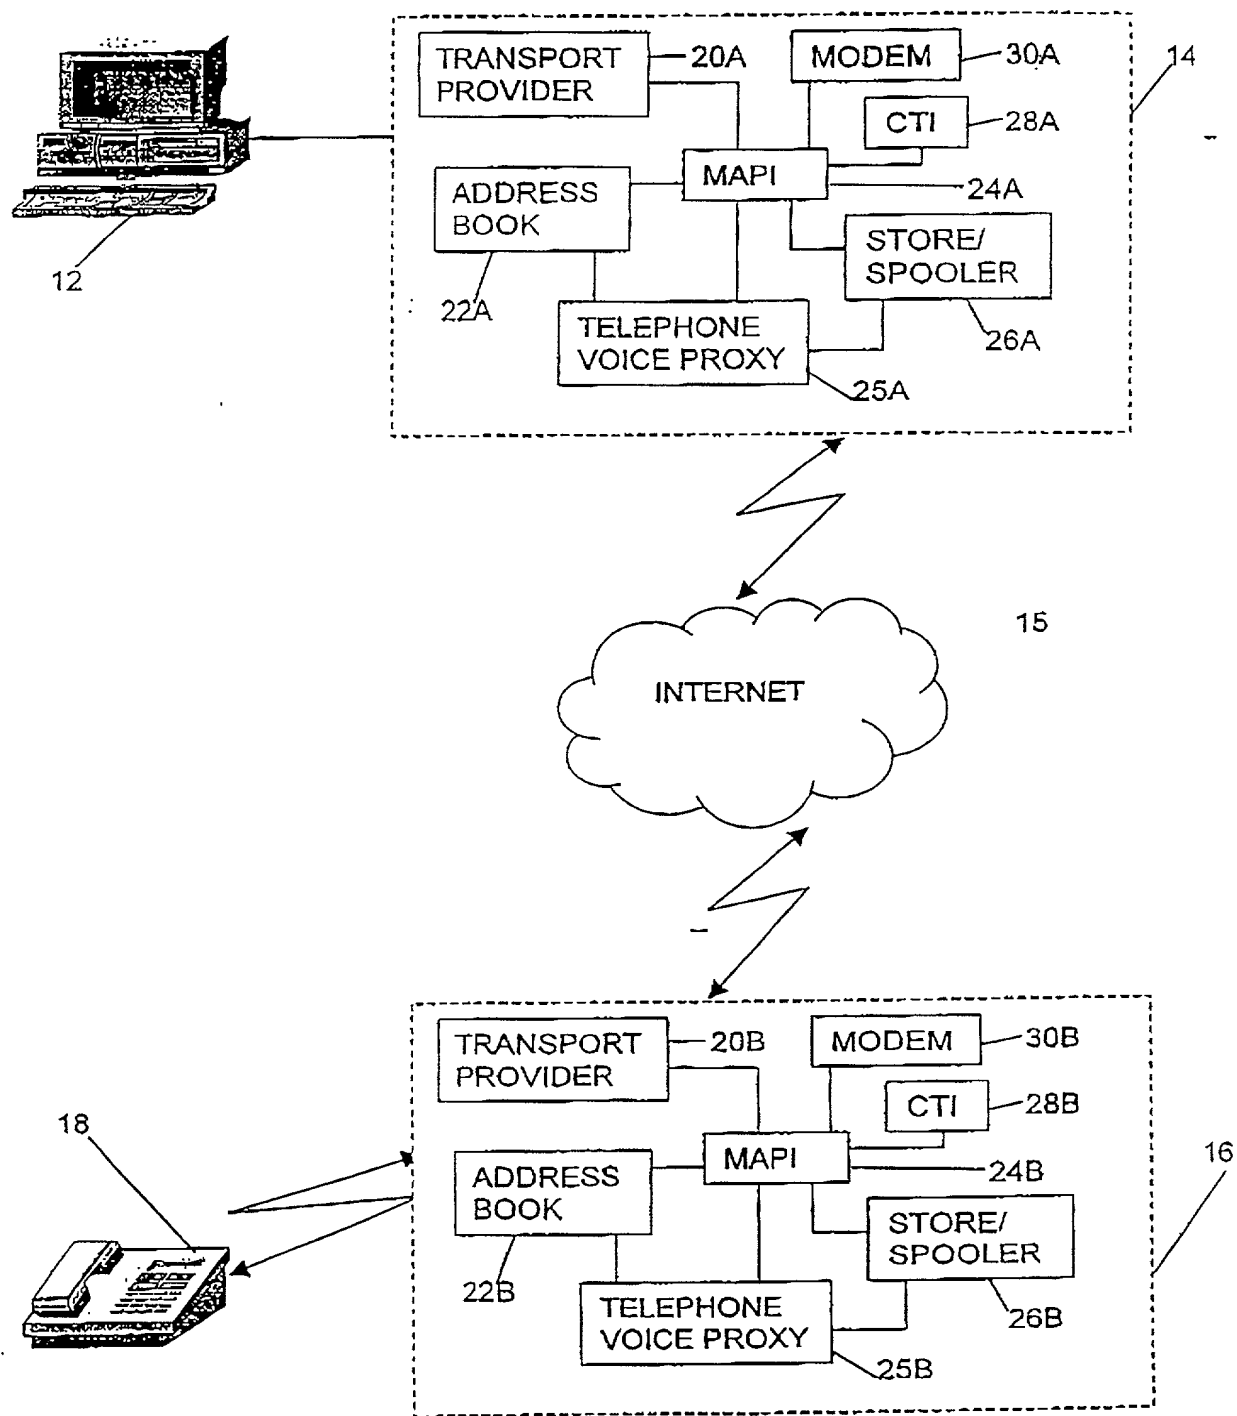 TRANSPORT
PROVIDER
20A
MODEM
30A
14
CTI
28A
MAPI
24A
ADDRESS
BOOK
22A
STORE/
SPOOLER
26A
12
TELEPHONE
VOICE PROXY
25A
15
INTERNET
TRANSPORT
PROVIDER
20B
MODEM
30B
CTI
28B
18
MAPI
24B
16
ADDRESS
BOOK
22B
STORE/
SPOOLER
26B
TELEPHONE
VOICE PROXY
25B